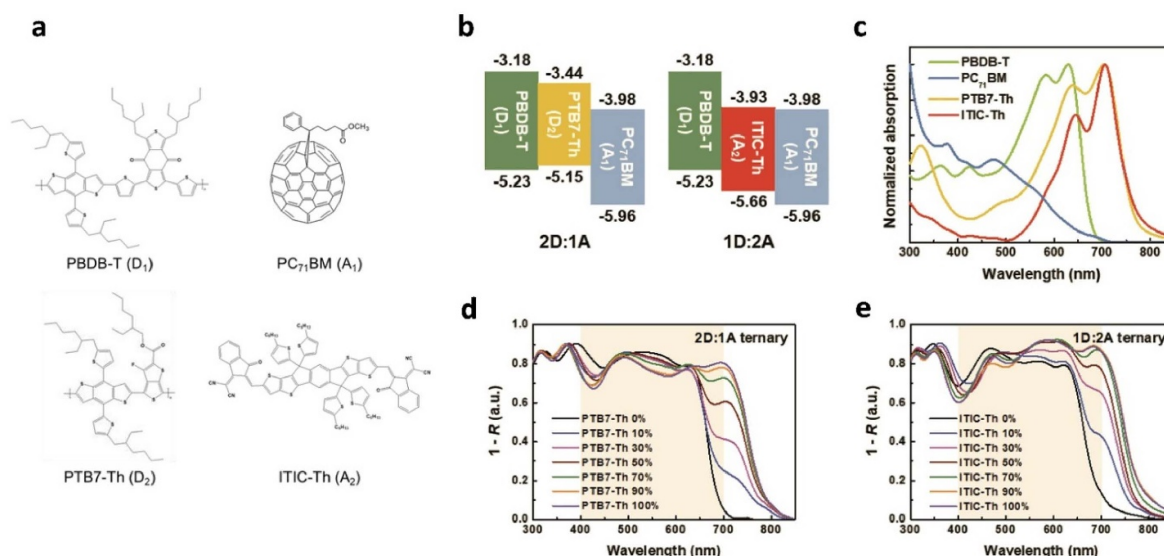 a
PBDB-T (D₁)
PC₇₁BM (A₁)
OCH₃
PTB7-Th (D₂)
ITIC-Th (A₂)
b
-3.18
-3.44
-3.98
PBDB-T
(D₁)
PTB7-Th
(D₂)
PC₇₁BM
(A₁)
-5.23
-5.15
-5.96
2D:1A
-3.18
-3.93
-3.98
PBDB-T
(D₁)
ITIC-Th
(A₂)
PC₇₁BM
(A₁)
-5.23
-5.66
-5.96
1D:2A
c
Normalized absorption
PBDB-T
PC₇₁BM
PTB7-Th
ITIC-Th
300 400 500 600 700 800
Wavelength (nm)
d
2D:1A ternary
1 - R (a.u.)
1.0
0.8
0.6
0.4
0.2
0.0
PTB7-Th 0%
PTB7-Th 10%
PTB7-Th 30%
PTB7-Th 50%
PTB7-Th 70%
PTB7-Th 90%
PTB7-Th 100%
300 400 500 600 700 800
Wavelength (nm)
e
1D:2A ternary
1 - R (a.u.)
1.0
0.8
0.6
0.4
0.2
0.0
ITIC-Th 0%
ITIC-Th 10%
ITIC-Th 30%
ITIC-Th 50%
ITIC-Th 70%
ITIC-Th 90%
ITIC-Th 100%
300 400 500 600 700 800
Wavelength (nm)